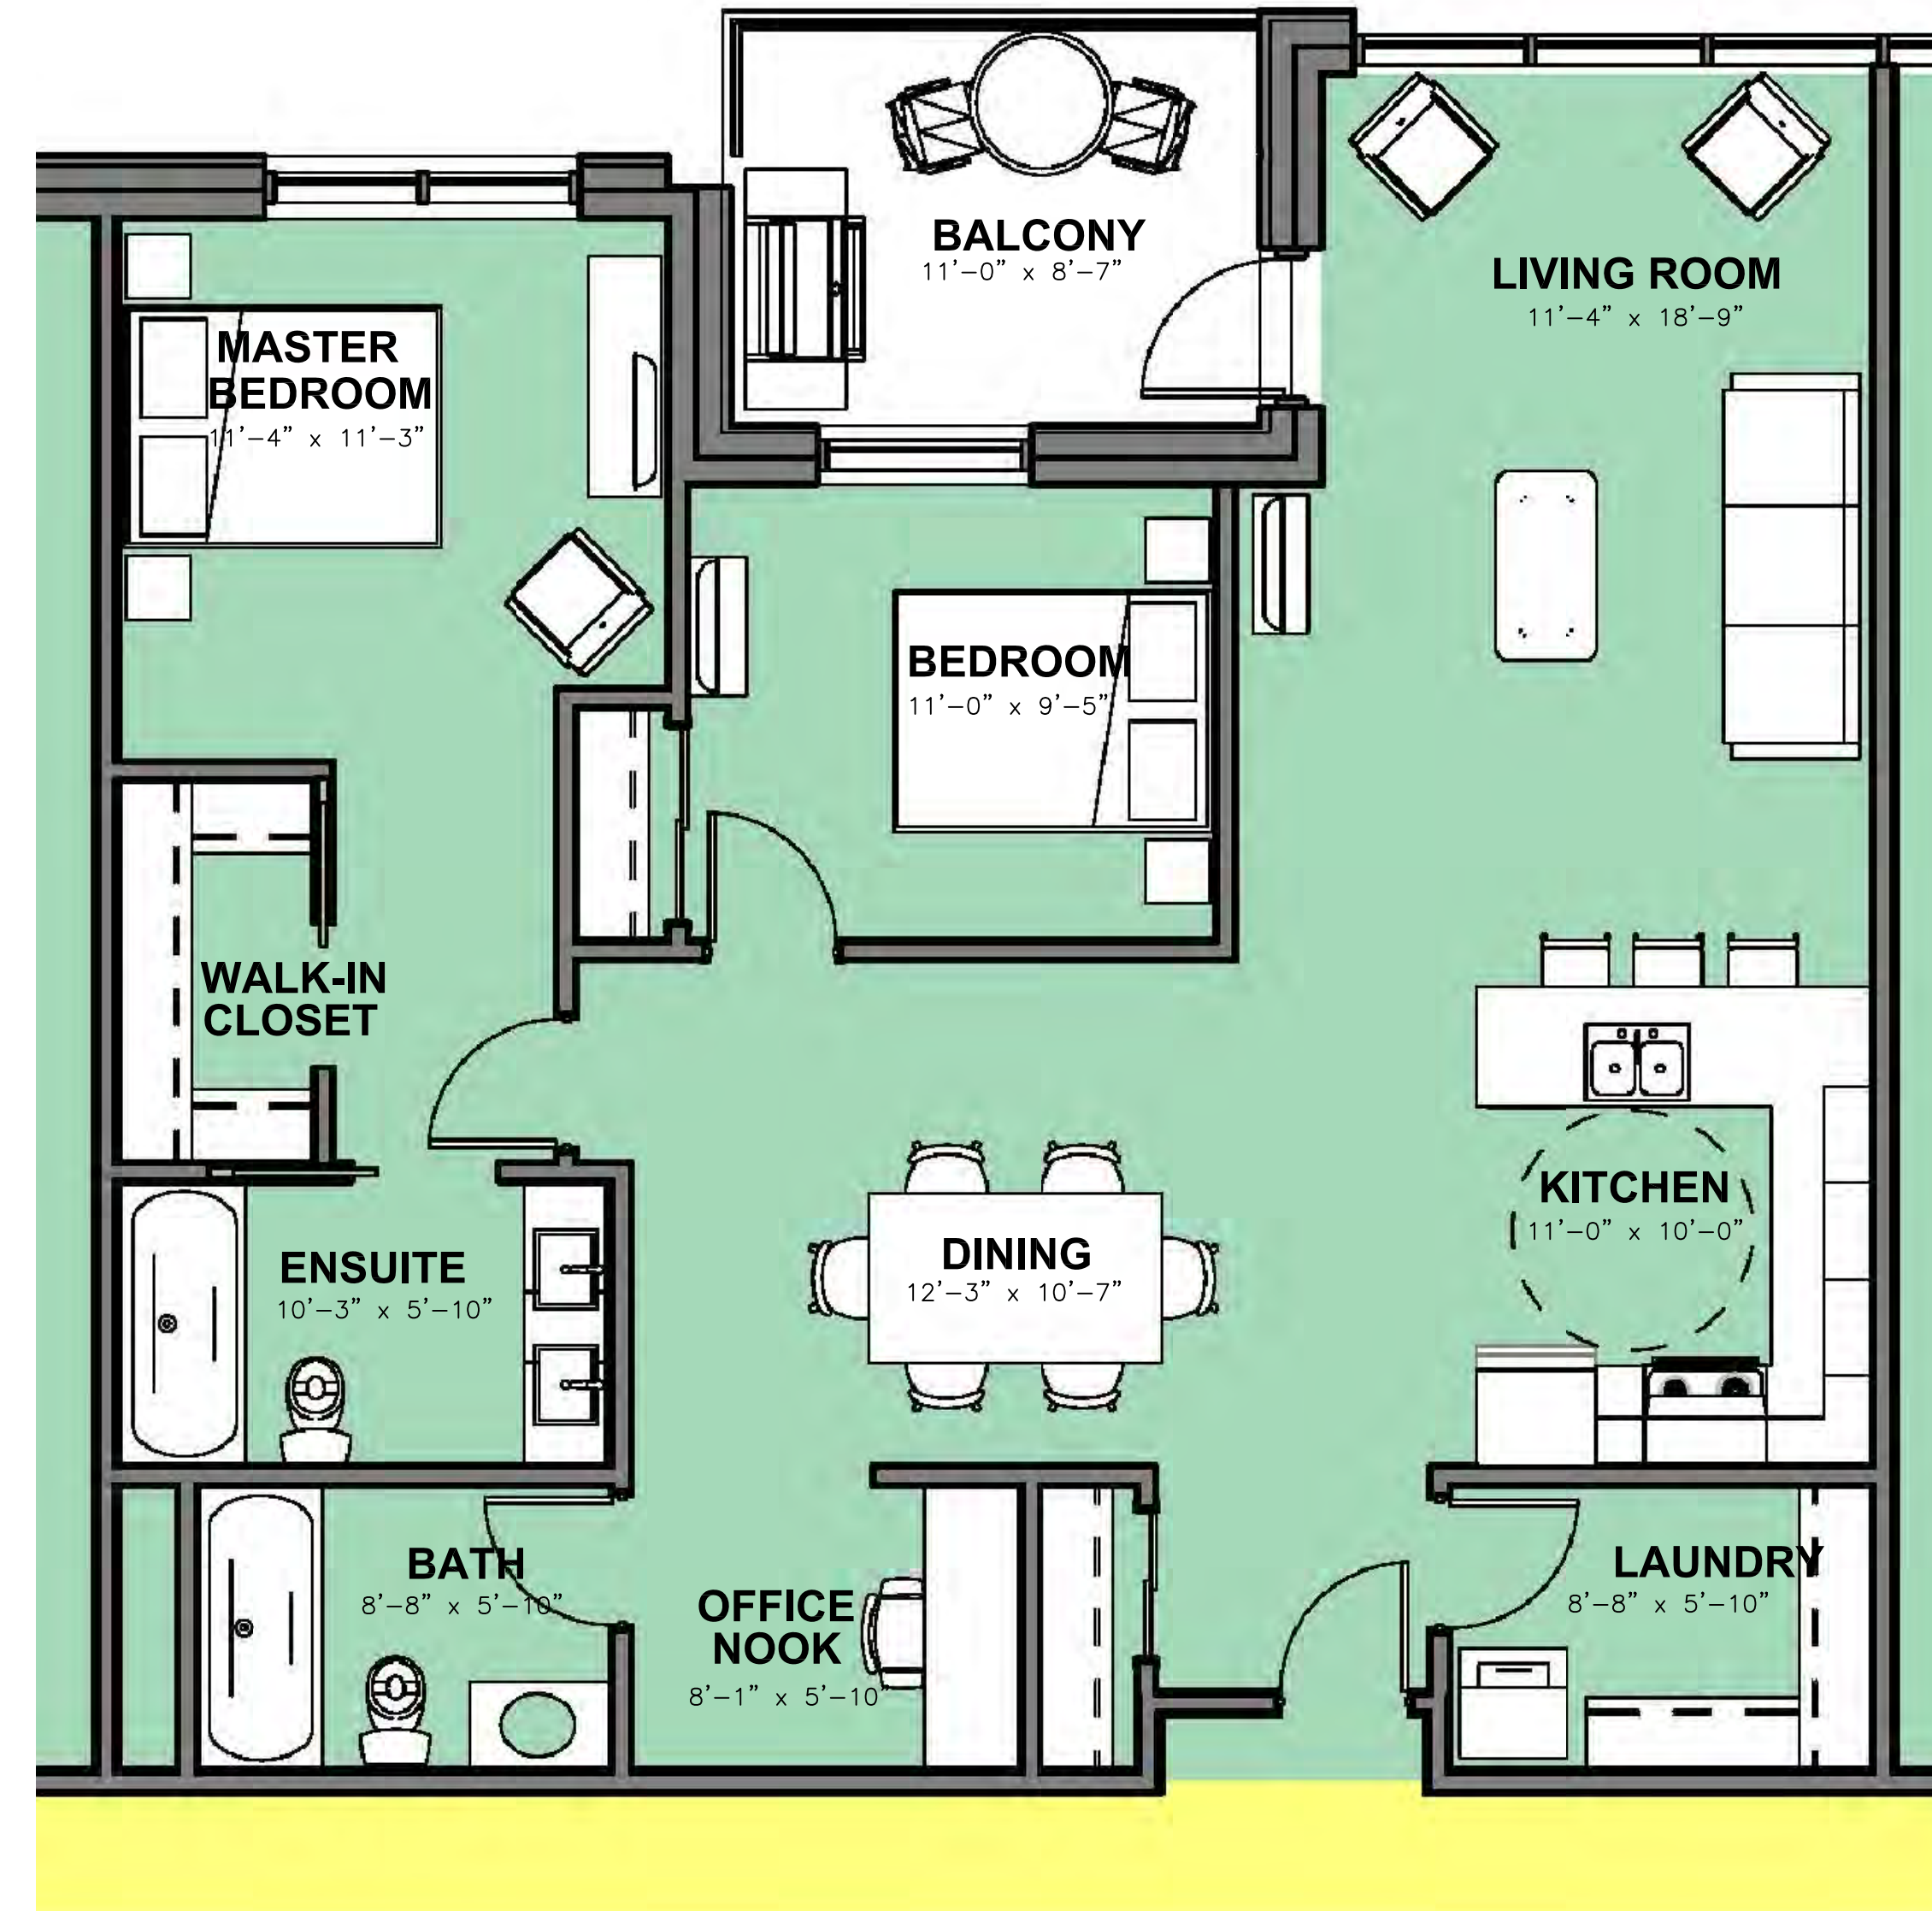 BALCONY
11’–0” x 8’–7”
LIVING ROOM
11’–4” x 18’–9”
MASTER
BEDROOM
11’–4” x 11’–3”
BEDROOM
11’–0” x 9’–5”
WALK-IN
CLOSET
KITCHEN
11’–0” x 10’–0”
DINING
12’–3” x 10’–7”
ENSUITE
10’–3” x 5’–10”
BATH
8’–8” x 5’–10”
OFFICE
NOOK
8’–1” x 5’–10”
LAUNDRY
8’–8” x 5’–10”